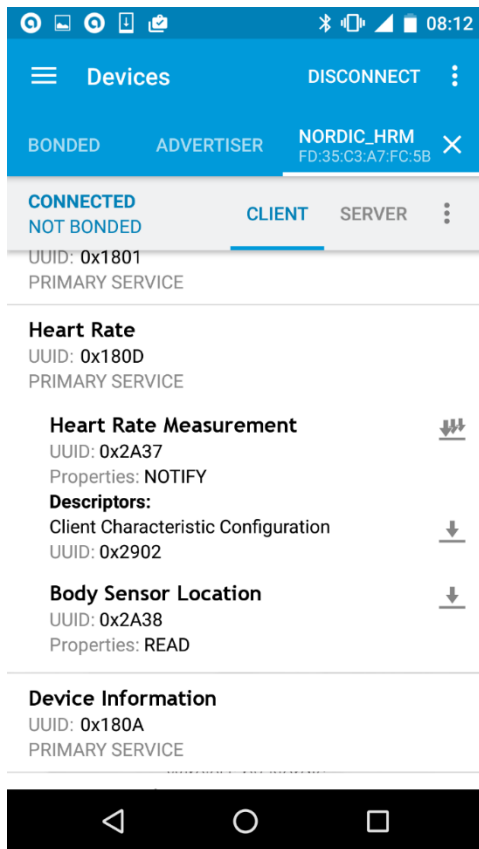 08:12
Devices
DISCONNECT
BONDED
ADVERTISER
NORDIC_HRM
FD:35:C3:A7:FC:5B
CONNECTED
NOT BONDED
CLIENT
SERVER
UUID: 0x1801
PRIMARY SERVICE
Heart Rate
UUID: 0x180D
PRIMARY SERVICE
Heart Rate Measurement
UUID: 0x2A37
Properties: NOTIFY
Descriptors:
Client Characteristic Configuration
UUID: 0x2902
Body Sensor Location
UUID: 0x2A38
Properties: READ
Device Information
UUID: 0x180A
PRIMARY SERVICE